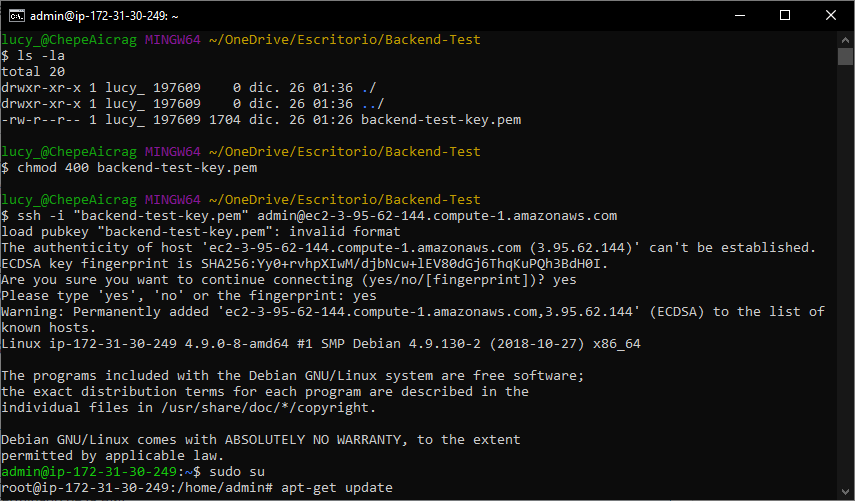 admin@ip-172-31-30-249: ~
lucy_@ChepeAicrag MINGW64 ~/OneDrive/Escritorio/Backend-Test
$ ls -la
total 20
drwxr-xr-x 1 lucy_ 197609    0 dic. 26 01:36 ./
drwxr-xr-x 1 lucy_ 197609    0 dic. 26 01:36 ../
-rw-r--r-- 1 lucy_ 197609 1704 dic. 26 01:26 backend-test-key.pem
lucy_@ChepeAicrag MINGW64 ~/OneDrive/Escritorio/Backend-Test
$ chmod 400 backend-test-key.pem
lucy_@ChepeAicrag MINGW64 ~/OneDrive/Escritorio/Backend-Test
$ ssh -i "backend-test-key.pem" admin@ec2-3-95-62-144.compute-1.amazonaws.com
load pubkey "backend-test-key.pem": invalid format
The authenticity of host 'ec2-3-95-62-144.compute-1.amazonaws.com (3.95.62.144)' can't be established.
ECDSA key fingerprint is SHA256:Yy0+rvhpXIwM/djbNcw+lEV80dGj6ThqKuPQh3BdH0I.
Are you sure you want to continue connecting (yes/no/[fingerprint])? yes
Please type 'yes', 'no' or the fingerprint: yes
Warning: Permanently added 'ec2-3-95-62-144.compute-1.amazonaws.com,3.95.62.144' (ECDSA) to the list of
known hosts.
Linux ip-172-31-30-249 4.9.0-8-amd64 #1 SMP Debian 4.9.130-2 (2018-10-27) x86_64
The programs included with the Debian GNU/Linux system are free software;
the exact distribution terms for each program are described in the
individual files in /usr/share/doc/*/copyright.
Debian GNU/Linux comes with ABSOLUTELY NO WARRANTY, to the extent
permitted by applicable law.
admin@ip-172-31-30-249:~$ sudo su
root@ip-172-31-30-249:/home/admin# apt-get update